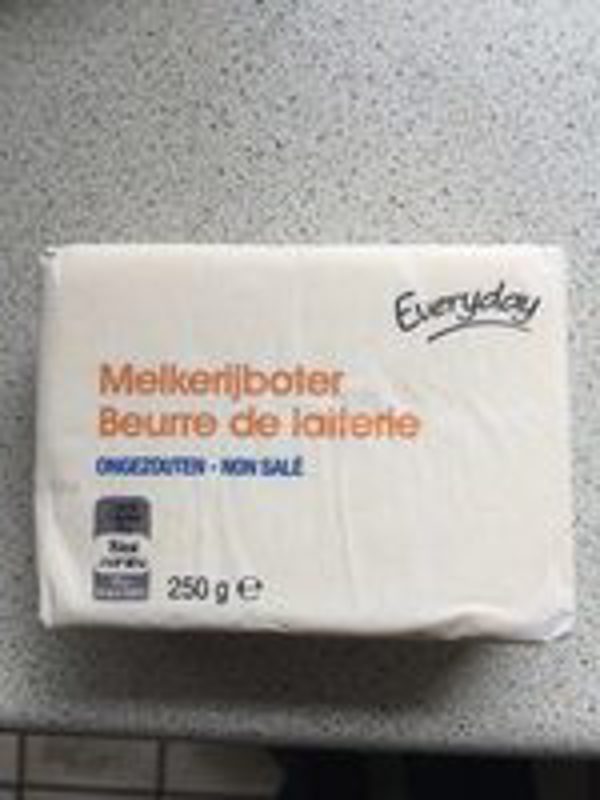 Everyday
Melkerijboter
Beurre de laiterie
ONGEZOUTEN - NON SALÉ
250 g ℮